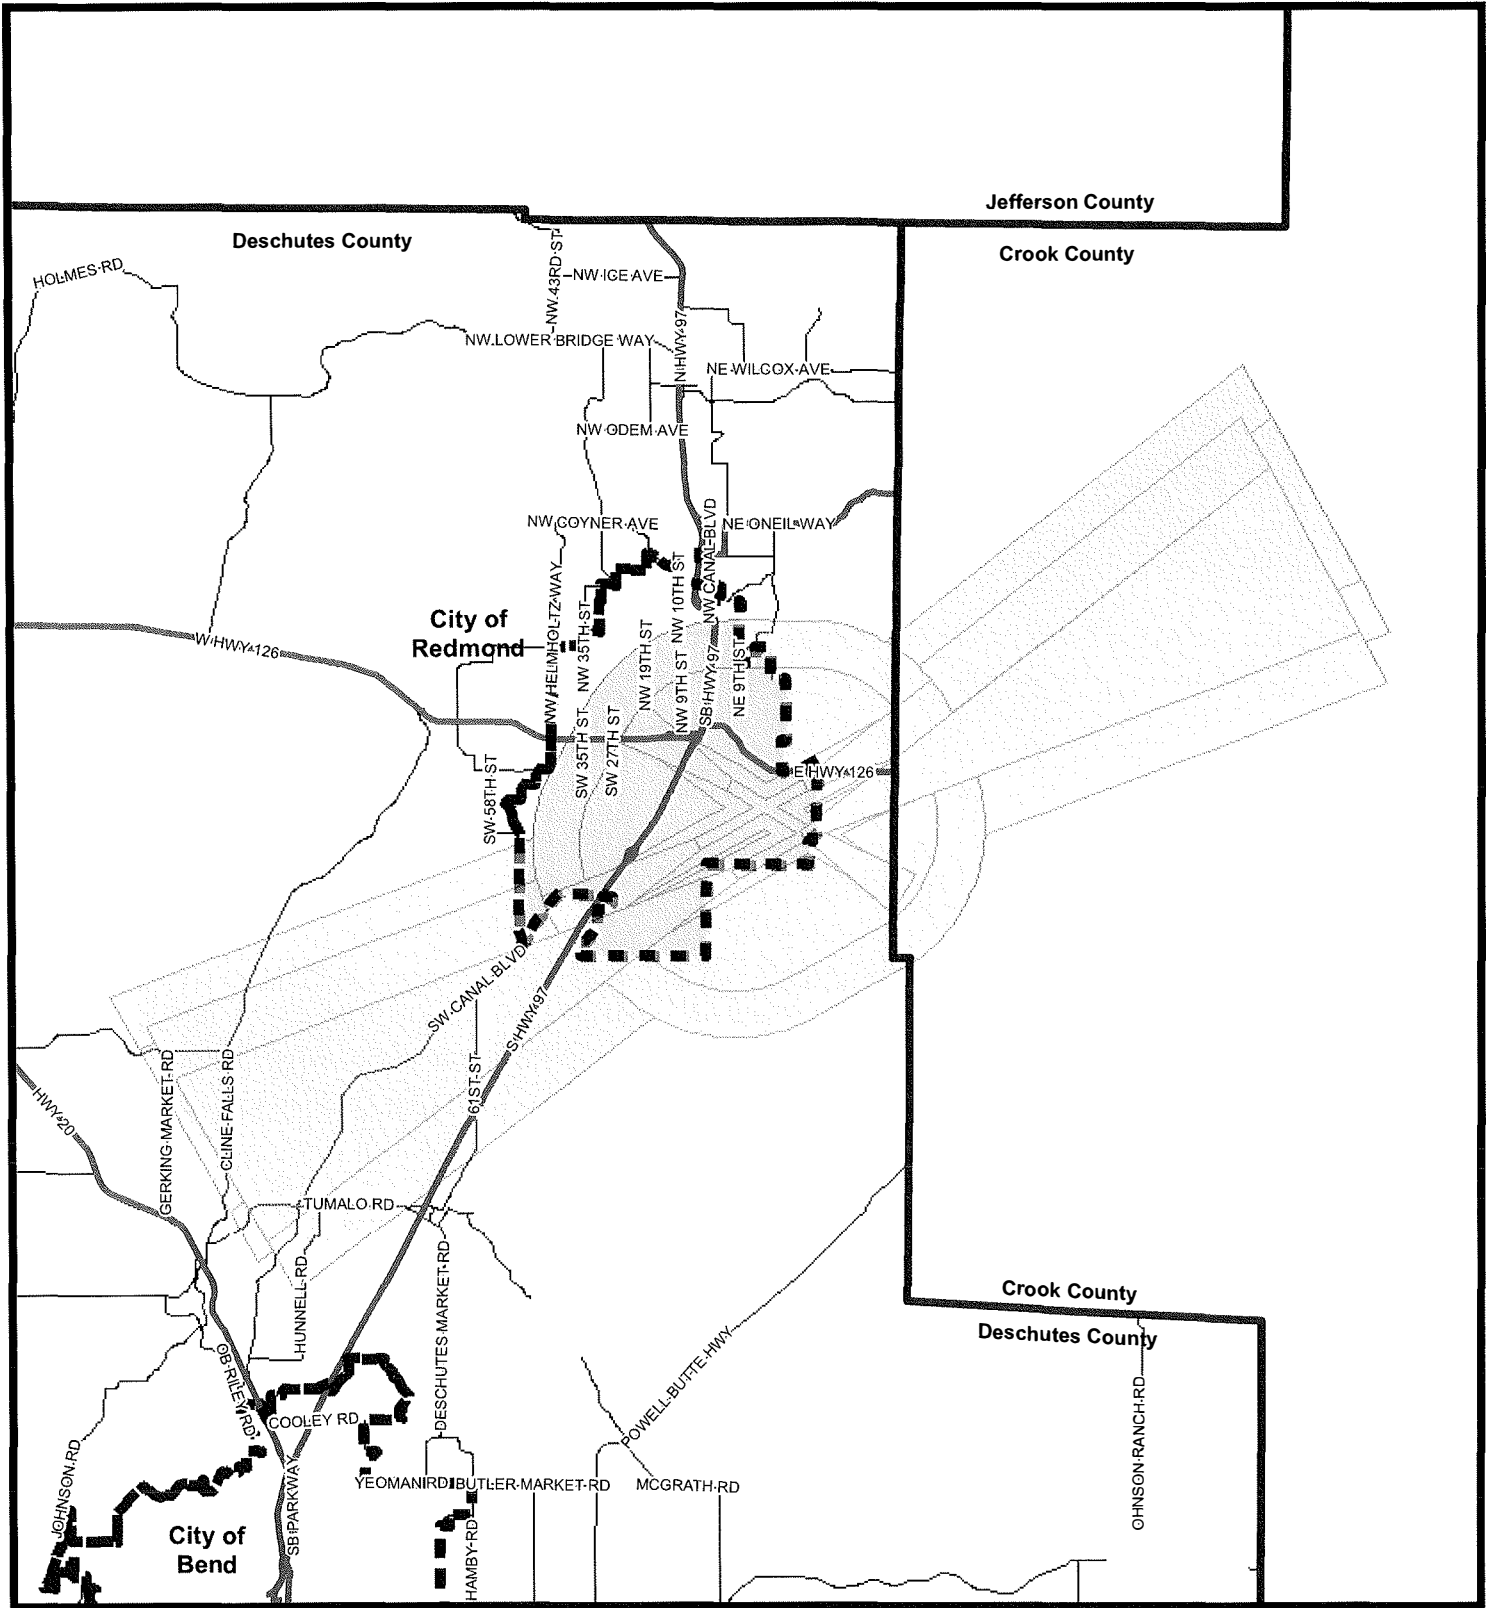 Jefferson County
Deschutes County
Crook County
HOLMES RD
NW 43RD ST
NW ICE AVE
N HWY 97
NW LOWER BRIDGE WAY
NE WILCOX AVE
NW ODEM AVE
NW COYNER AVE
NW CANAL BLVD
NE ONEIL WAY
NW HELMHOLTZ WAY
NW 35TH ST
NW 10TH ST
City of
Redmond
W HWY 126
NW 19TH ST
NW 9TH ST
SB HWY 97
NE 9TH ST
SW 35TH ST
SW 27TH ST
SW 58TH ST
E HWY 126
SW CANAL BLVD
S HWY 97
61ST ST
HWY 20
GERKING MARKET RD
CLINE FALLS RD
TUMALO RD
HUNNELL RD
DESCHUTES MARKET RD
Crook County
Deschutes County
OB RILEY RD
COOLEY RD
POWELL BUTTE HWY
OHNSON RANCH RD
JOHNSON RD
SB PARKWAY
YEOMAN RD
BUTLER MARKET RD
MCGRATH RD
HAMBY RD
City of
Bend